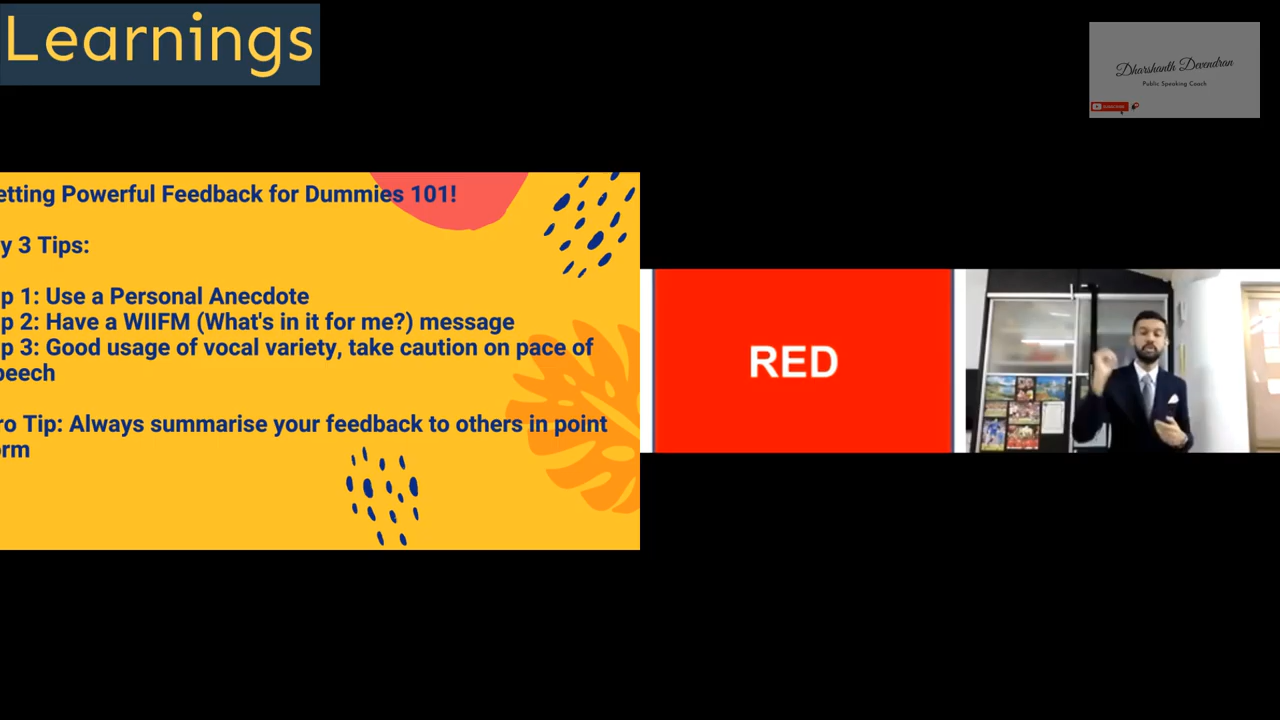 Learnings
Dharshanth Devendran
Public Speaking Coach
SUBSCRIBE
etting Powerful Feedback for Dummies 101!
y 3 Tips:
p 1: Use a Personal Anecdote
p 2: Have a WIIFM (What's in it for me?) message
p 3: Good usage of vocal variety, take caution on pace of
peech
ro Tip: Always summarise your feedback to others in point
orm
RED